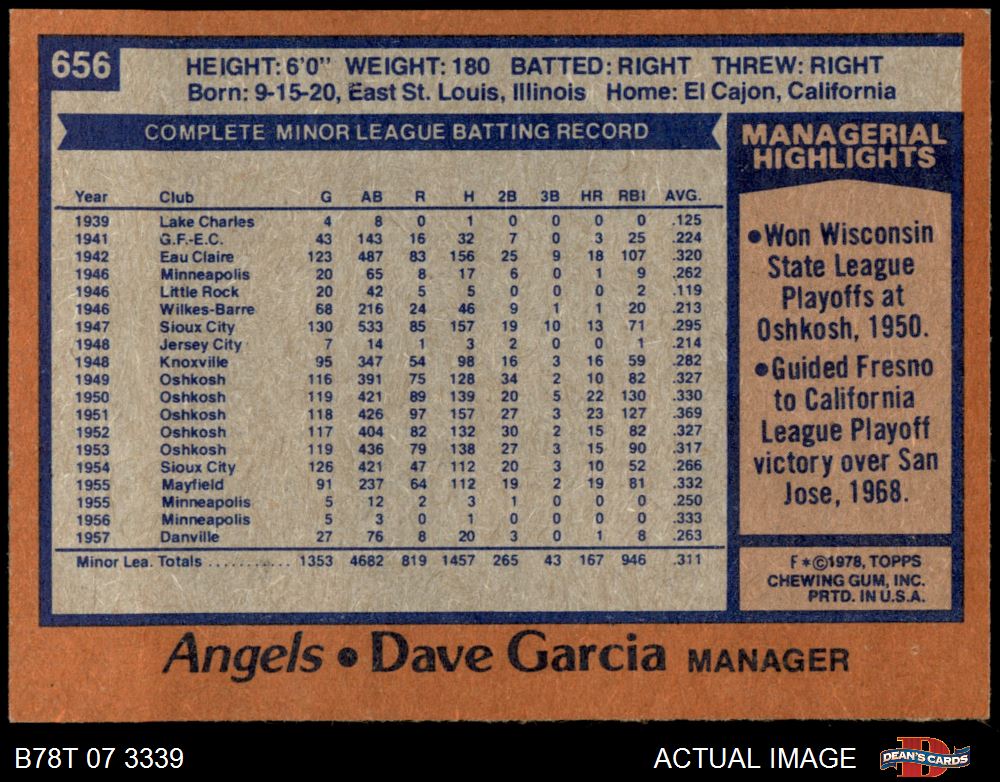 656
HEIGHT: 6'0" WEIGHT: 180 BATTED: RIGHT THREW: RIGHT
Born: 9-15-20, East St. Louis, Illinois Home: El Cajon, California
COMPLETE MINOR LEAGUE BATTING RECORD
Year Club G AB R H 2B 3B HR RBI AVG.
1939 Lake Charles 4 8 0 1 0 0 0 0 .125
1941 G.F.-E.C. 43 143 16 32 7 0 3 25 .224
1942 Eau Claire 123 487 83 156 25 9 18 107 .320
1946 Minneapolis 20 65 8 17 6 0 1 9 .262
1946 Little Rock 20 42 5 5 0 0 0 2 .119
1946 Wilkes-Barre 68 216 24 46 9 1 1 20 .213
1947 Sioux City 130 533 85 157 19 10 13 71 .295
1948 Jersey City 7 14 1 3 2 0 0 1 .214
1948 Knoxville 95 347 54 98 16 3 16 59 .282
1949 Oshkosh 116 391 75 128 34 2 10 82 .327
1950 Oshkosh 119 421 89 139 20 5 22 130 .330
1951 Oshkosh 118 426 97 157 27 3 23 127 .369
1952 Oshkosh 117 404 82 132 30 2 15 82 .327
1953 Oshkosh 119 436 79 138 27 3 15 90 .317
1954 Sioux City 126 421 47 112 20 3 10 52 .266
1955 Mayfield 91 237 64 112 19 2 19 81 .332
1955 Minneapolis 5 12 2 3 1 0 0 0 .250
1956 Minneapolis 5 3 0 1 0 0 0 0 .333
1957 Danville 27 76 8 20 3 0 1 8 .263
Minor Lea. Totals ........... 1353 4682 819 1457 265 43 167 946 .311
MANAGERIAL
HIGHLIGHTS
•Won Wisconsin
State League
Playoffs at
Oshkosh, 1950.
•Guided Fresno
to California
League Playoff
victory over San
Jose, 1968.
F*©1978, TOPPS
CHEWING GUM, INC.
PRTD. IN U.S.A.
Angels • Dave Garcia MANAGER
B78T 07 3339 ACTUAL IMAGE DEAN'S CARDS